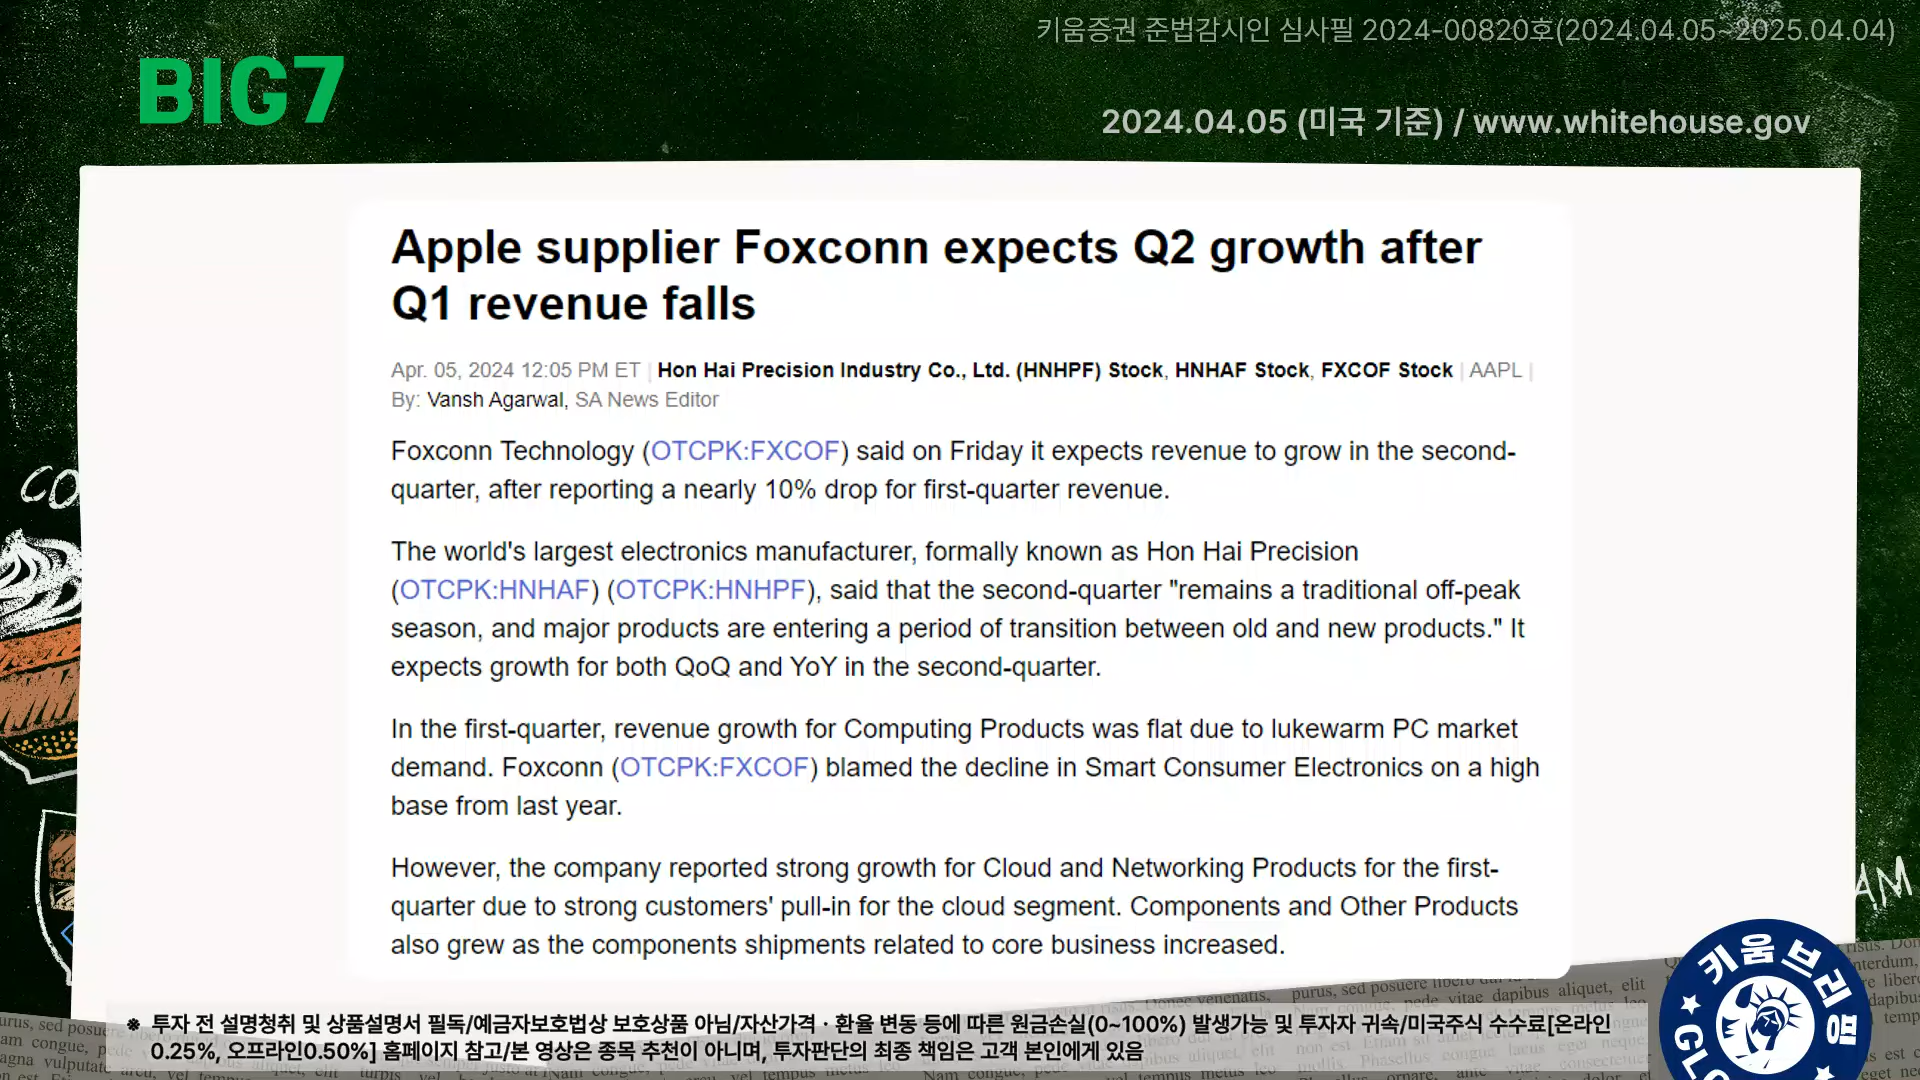 키움증권 준법감시인 심사필 2024-00820호(2024.04.05~2025.04.04)
BIG7
2024.04.05 (미국 기준) / www.whitehouse.gov
Apple supplier Foxconn expects Q2 growth after
Q1 revenue falls
Apr. 05, 2024 12:05 PM ET | Hon Hai Precision Industry Co., Ltd. (HNHPF) Stock, HNHAF Stock, FXCOF Stock | AAPL |
By: Vansh Agarwal, SA News Editor
Foxconn Technology (OTCPK:FXCOF) said on Friday it expects revenue to grow in the second-
quarter, after reporting a nearly 10% drop for first-quarter revenue.
The world's largest electronics manufacturer, formally known as Hon Hai Precision
(OTCPK:HNHAF) (OTCPK:HNHPF), said that the second-quarter "remains a traditional off-peak
season, and major products are entering a period of transition between old and new products." It
expects growth for both QoQ and YoY in the second-quarter.
In the first-quarter, revenue growth for Computing Products was flat due to lukewarm PC market
demand. Foxconn (OTCPK:FXCOF) blamed the decline in Smart Consumer Electronics on a high
base from last year.
However, the company reported strong growth for Cloud and Networking Products for the first-
quarter due to strong customers' pull-in for the cloud segment. Components and Other Products
also grew as the components shipments related to core business increased.
CO
AM
※ 투자 전 설명청취 및 상품설명서 필독/예금자보호법상 보호상품 아님/자산가격 · 환율 변동 등에 따른 원금손실(0~100%) 발생가능 및 투자자 귀속/미국주식 수수료[온라인
0.25%, 오프라인0.50%] 홈페이지 참고/본 영상은 종목 추천이 아니며, 투자판단의 최종 책임은 고객 본인에게 있음
키움브리핑